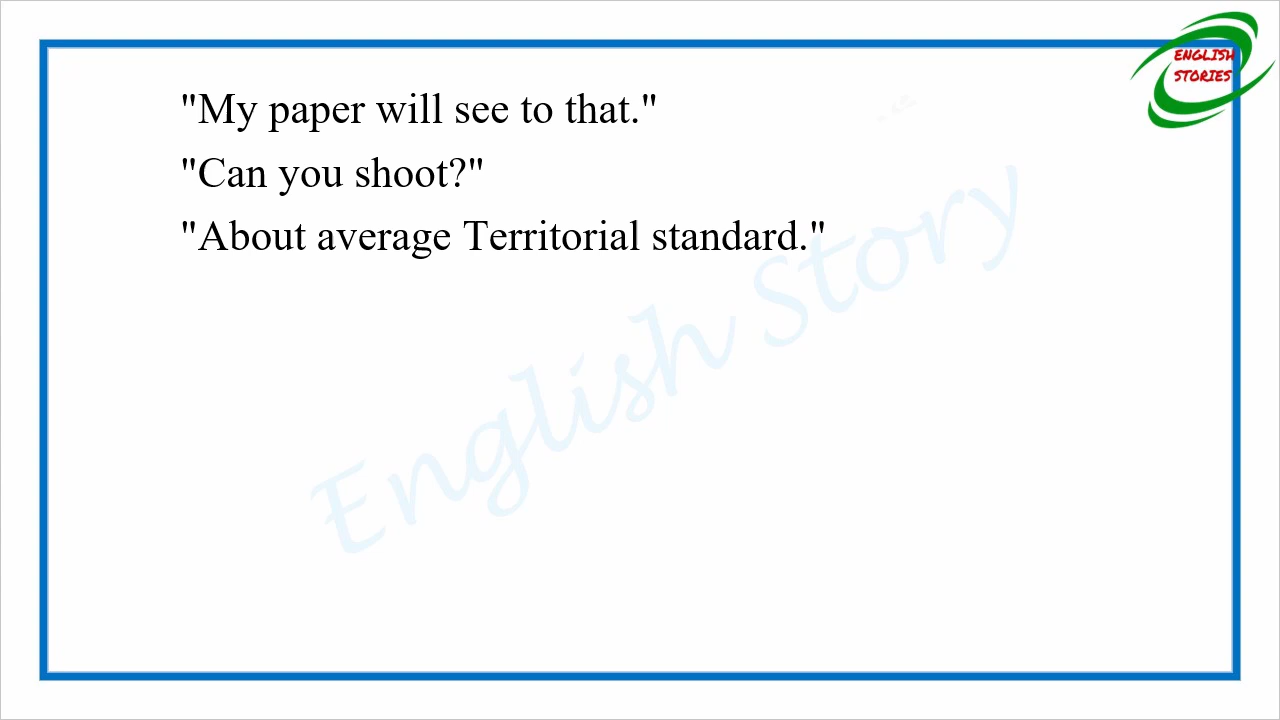 ENGLISH
STORIES
"My paper will see to that."
"Can you shoot?"
"About average Territorial standard."
English Story